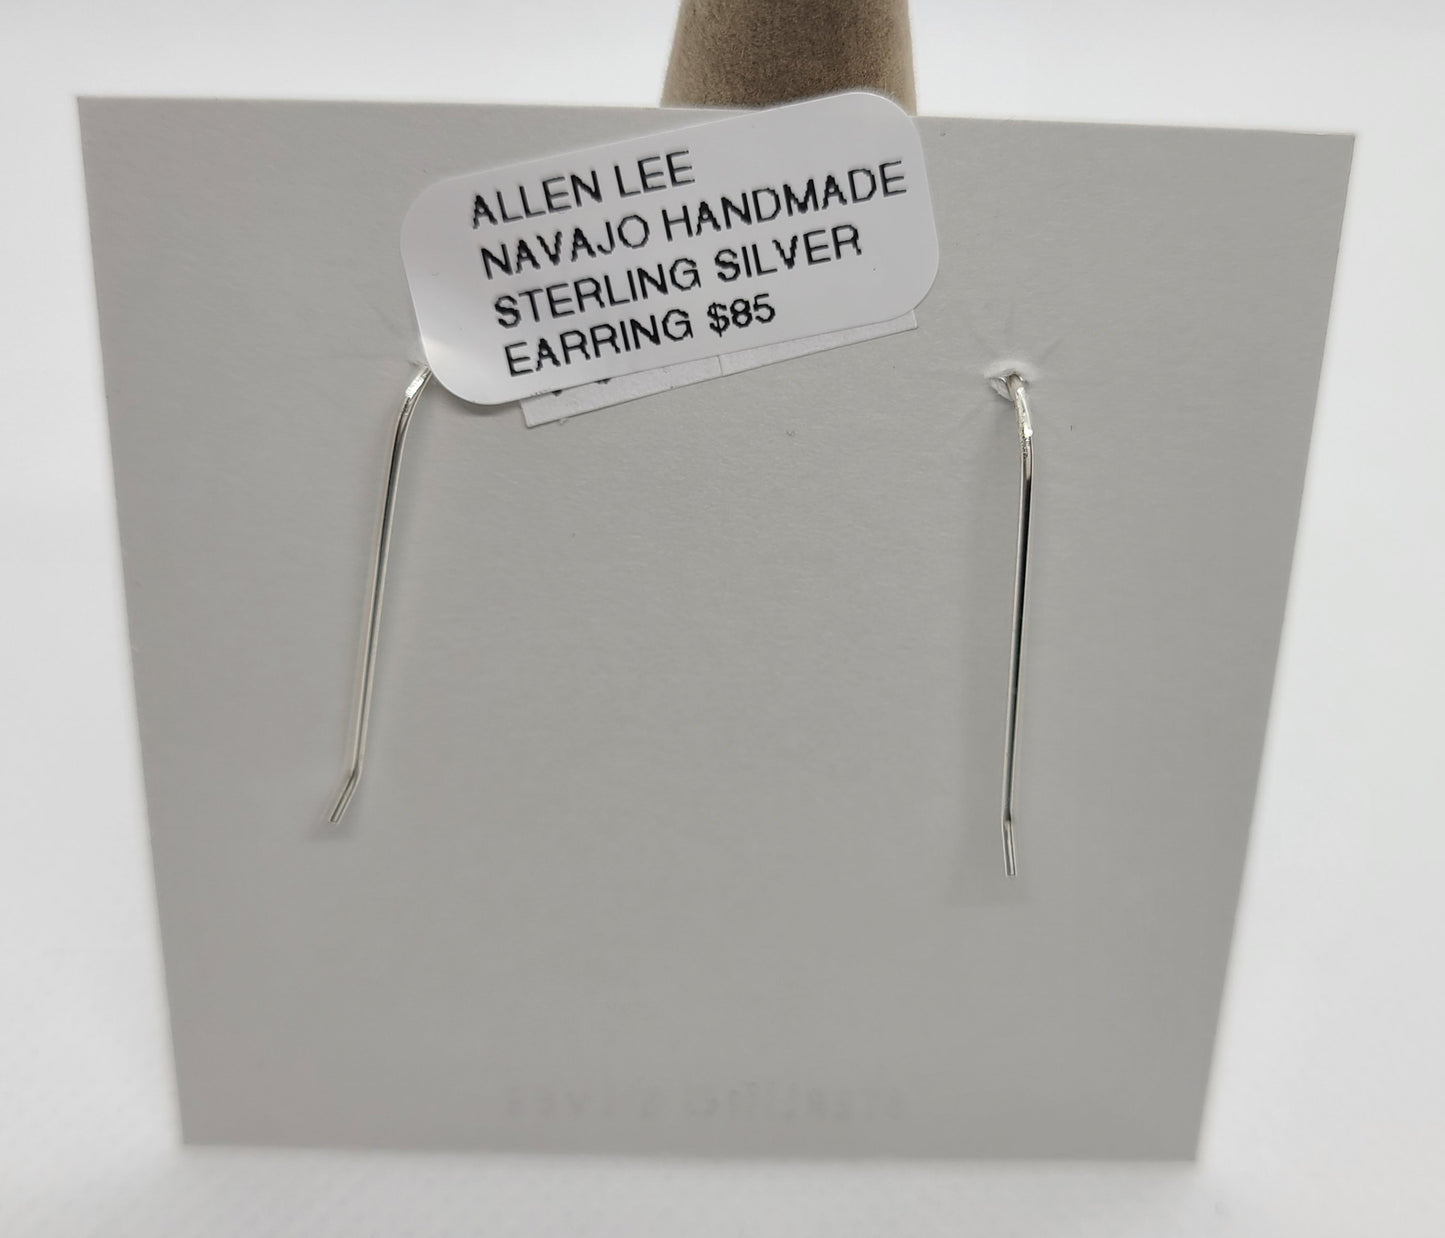 ALLEN LEE
NAVAJO HANDMADE
STERLING SILVER
EARRING $85